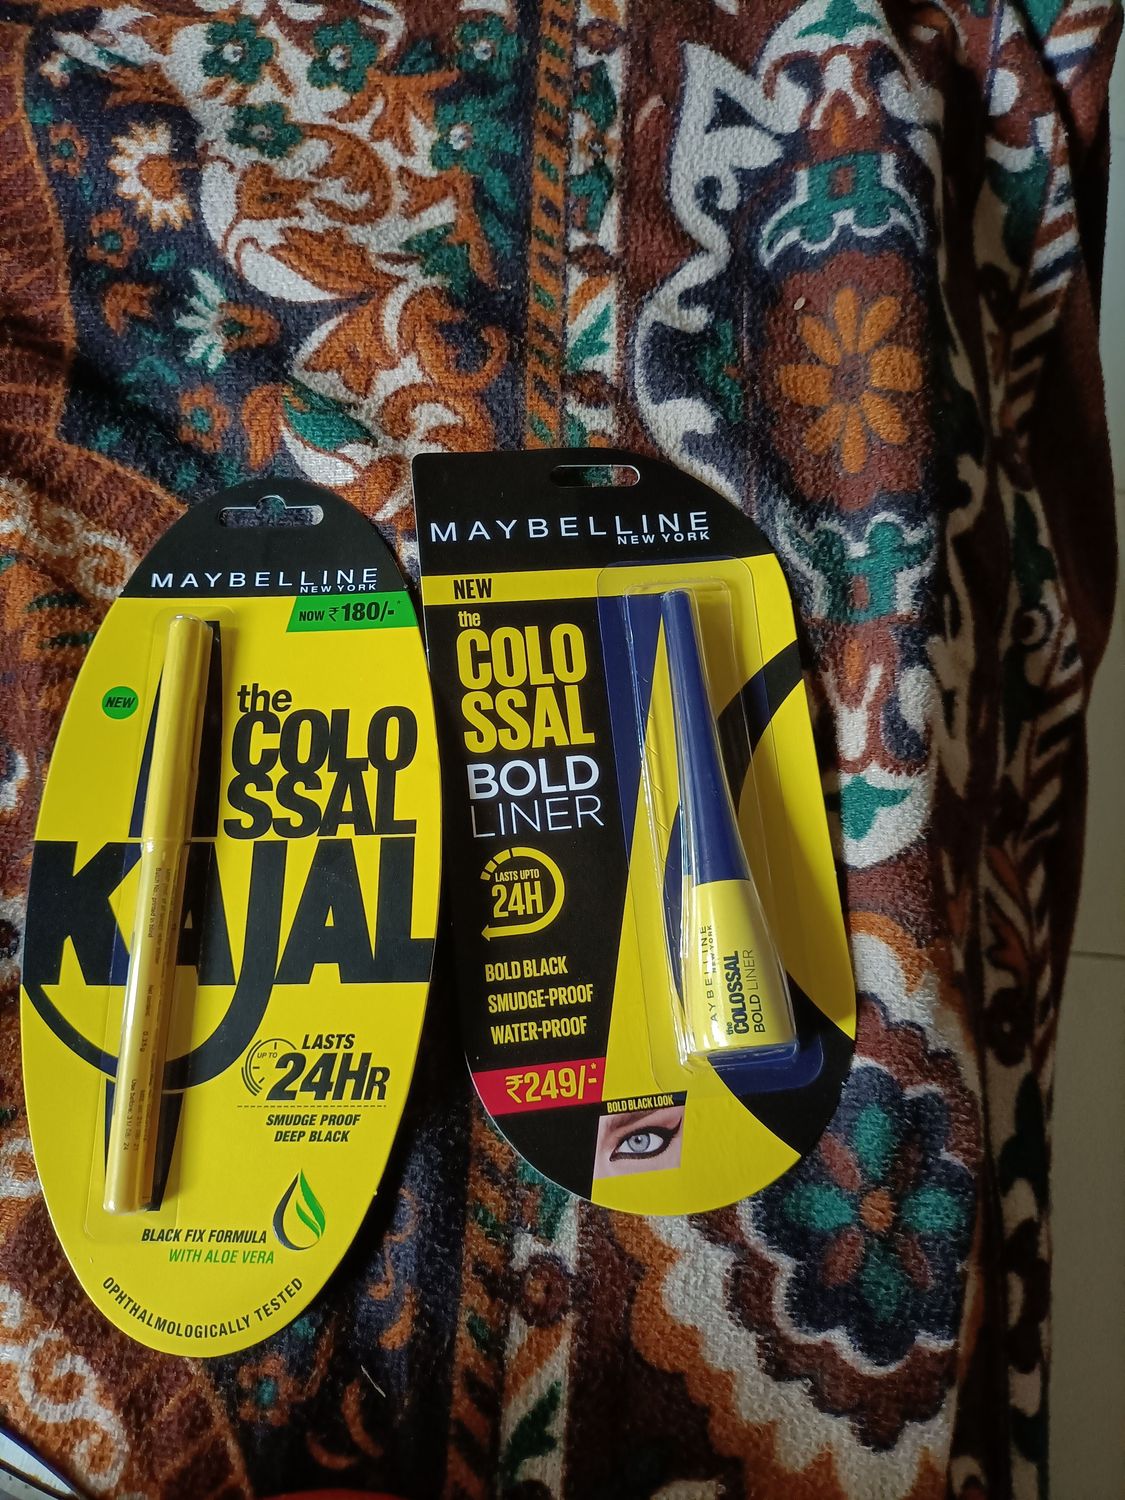 MAYBELLINE
NEW YORK
NOW ₹180/-*
NEW
the
COLO
SSAL
KAJAL
UP TO
LASTS
24HR
SMUDGE PROOF
DEEP BLACK
BLACK FIX FORMULA
WITH ALOE VERA
OPHTHALMOLOGICALLY TESTED
MAYBELLINE
NEW YORK
NEW
the
COLO
SSAL
BOLD
LINER
LASTS UPTO
24H
BOLD BLACK
SMUDGE-PROOF
WATER-PROOF
₹249/-*
BOLD BLACK LOOK
MAYBELLINE
NEW YORK
the
COLOSSAL
BOLD LINER